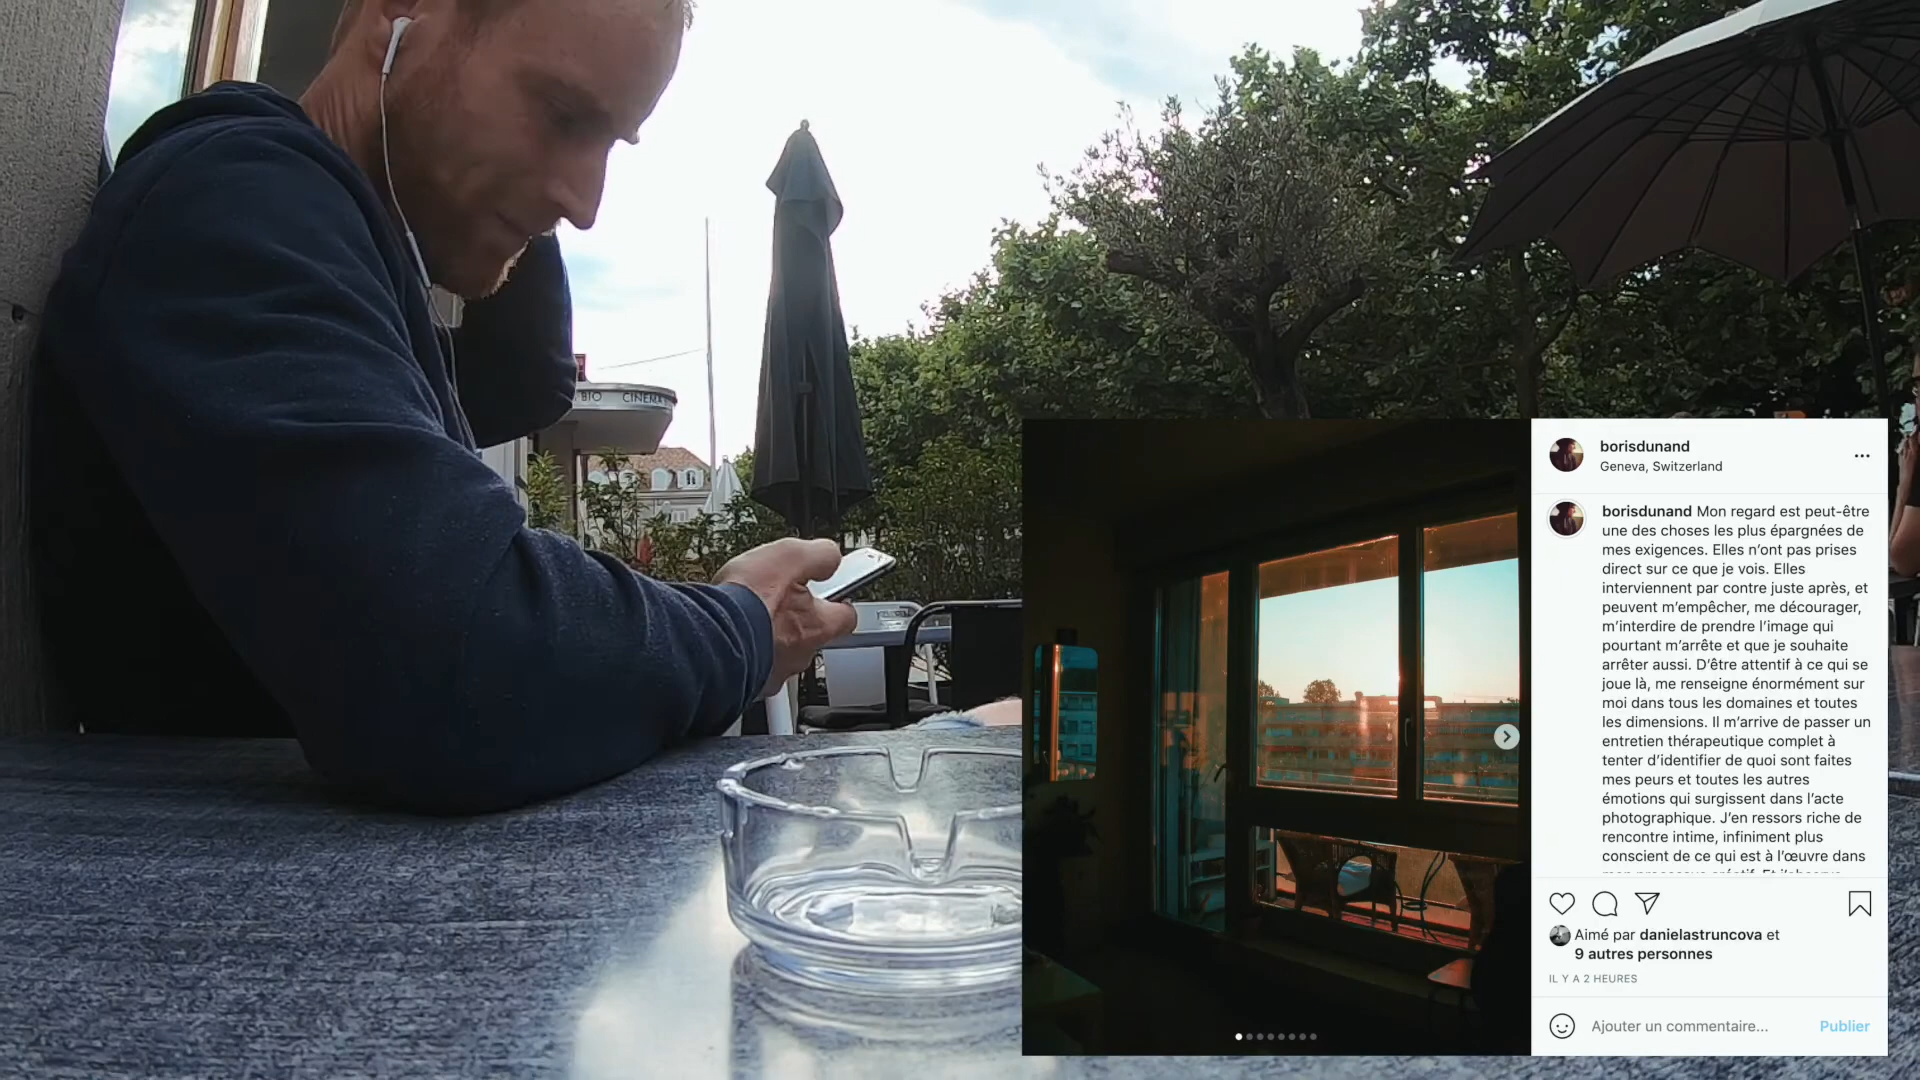 BIO CINEMA
borisdunand
Geneva, Switzerland
borisdunand Mon regard est peut-être
une des choses les plus épargnées de
mes exigences. Elles n'ont pas prises
direct sur ce que je vois. Elles
interviennent par contre juste après, et
peuvent m'empêcher, me décourager,
m'interdire de prendre l'image qui
pourtant m'arrête et que je souhaite
arrêter aussi. D'être attentif à ce qui se
joue là, me renseigne énormément sur
moi dans tous les domaines et toutes
les dimensions. Il m'arrive de passer un
entretien thérapeutique complet à
tenter d'identifier de quoi sont faites
mes peurs et toutes les autres
émotions qui surgissent dans l'acte
photographique. J'en ressors riche de
rencontre intime, infiniment plus
conscient de ce qui est à l'œuvre dans
Aimé par danielastruncova et
9 autres personnes
IL Y A 2 HEURES
Ajouter un commentaire...
Publier